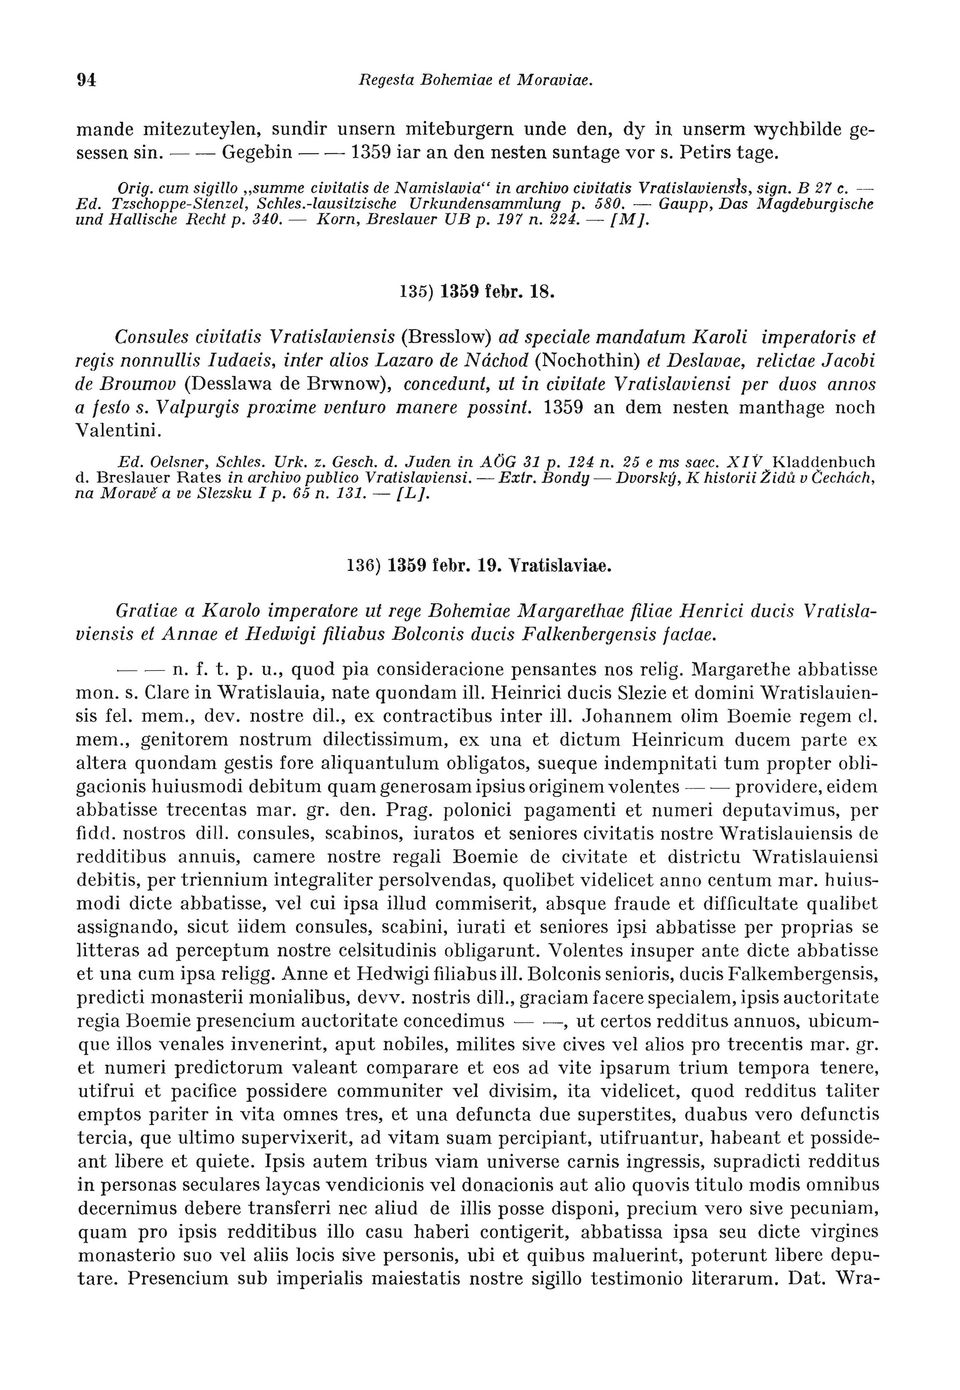 94 Regesta Bohemiae et Moraviae.
mande mitezuteylen, sundir unsern miteburgern unde den, dy in unserm wychbilde ge-
sessen sin. — — Gegebin — — 1359 iar an den nesten suntage vor s. Petirs tage.
Orig. cum sigillo „summe civitatis de Namislavia“ in archivo civitatis Vratislaviensis, sign. B 27 c. —
Ed. Tzschoppe-Stenzel, Schles.-lausitzische Urkundensammlung p. 580. — Gaupp, Das Magdeburgische
und Hallische Recht p. 340. — Korn, Breslauer UB p. 197 n. 224. — [M].
135) 1359 febr. 18.
Consules civitatis Vratislaviensis (Bresslow) ad speciale mandatum Karoli imperatoris et
regis nonnullis Iudaeis, inter alios Lazaro de Náchod (Nochothin) et Deslavae, relictae Jacobi
de Broumov (Desslawa de Brwnow), concedunt, ut in civitate Vratislaviensi per duos annos
a festo s. Valpurgis proxime venturo manere possint. 1359 an dem nesten manthage noch
Valentini.
Ed. Oelsner, Schles. Urk. z. Gesch. d. Juden in AÖG 31 p. 124 n. 25 e ms saec. XIV Kladdenbuch
d. Breslauer Rates in archivo publico Vratislaviensi. — Extr. Bondy — Dvorský, K historii Židů v Čechách,
na Moravě a ve Slezsku I p. 65 n. 131. — [L].
136) 1359 febr. 19. Vratislaviae.
Gratiae a Karolo imperatore ut rege Bohemiae Margarethae filiae Henrici ducis Vratisla-
viensis et Annae et Hedwigi filiabus Bolconis ducis Falkenbergensis factae.
— — n. f. t. p. u., quod pia consideracione pensantes nos relig. Margarethe abbatisse
mon. s. Clare in Wratislauia, nate quondam ill. Heinrici ducis Slezie et domini Wratislauien-
sis fel. mem., dev. nostre dil., ex contractibus inter ill. Johannem olim Boemie regem cl.
mem., genitorem nostrum dilectissimum, ex una et dictum Heinricum ducem parte ex
altera quondam gestis fore aliquantulum obligatos, sueque indempnitati tum propter obli-
gacionis huiusmodi debitum quam generosam ipsius originem volentes — — providere, eidem
abbatisse trecentas mar. gr. den. Prag. polonici pagamenti et numeri deputavimus, per
fidd. nostros dill. consules, scabinos, iuratos et seniores civitatis nostre Wratislauiensis de
redditibus annuis, camere nostre regali Boemie de civitate et districtu Wratislauiensi
debitis, per triennium integraliter persolvendas, quolibet videlicet anno centum mar. huius-
modi dicte abbatisse, vel cui ipsa illud commiserit, absque fraude et difficultate qualibet
assignando, sicut iidem consules, scabini, iurati et seniores ipsi abbatisse per proprias se
litteras ad perceptum nostre celsitudinis obligarunt. Volentes insuper ante dicte abbatisse
et una cum ipsa religg. Anne et Hedwigi filiabus ill. Bolconis senioris, ducis Falkembergensis,
predicti monasterii monialibus, devv. nostris dill., graciam facere specialem, ipsis auctoritate
regia Boemie presencium auctoritate concedimus — —, ut certos redditus annuos, ubicum-
que illos venales invenerint, aput nobiles, milites sive cives vel alios pro trecentis mar. gr.
et numeri predictorum valeant comparare et eos ad vite ipsarum trium tempora tenere,
utifrui et pacifice possidere communiter vel divisim, ita videlicet, quod redditus taliter
emptos pariter in vita omnes tres, et una defuncta due superstites, duabus vero defunctis
tercia, que ultimo supervixerit, ad vitam suam percipiant, utifruantur, habeant et posside-
ant libere et quiete. Ipsis autem tribus viam universe carnis ingressis, supradicti redditus
in personas seculares laycas vendicionis vel donacionis aut alio quovis titulo modis omnibus
decernimus debere transferri nec aliud de illis posse disponi, precium vero sive pecuniam,
quam pro ipsis redditibus illo casu haberi contigerit, abbatissa ipsa seu dicte virgines
monasterio suo vel aliis locis sive personis, ubi et quibus maluerint, poterunt libere depu-
tare. Presencium sub imperialis maiestatis nostre sigillo testimonio literarum. Dat. Wra-